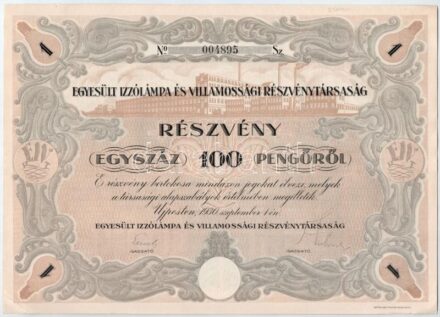 1 № 004895 Sz. 1
EGYESÜLT IZZÓLÁMPA ÉS VILLAMOSSÁGI RÉSZVÉNYTÁRSASÁG
RÉSZVÉNY
EGYSZÁZ 100 PENGŐRŐL
E részvény birtokosa mindazon jogokat élvezi, melyek
a társasági alapszabályok értelmében megilletik.
Ujpesten, 1930 szeptember 1-én
EGYESÜLT IZZÓLÁMPA ÉS VILLAMOSSÁGI RÉSZVÉNYTÁRSASÁG
IGAZGATÓ IGAZGATÓ
1 1